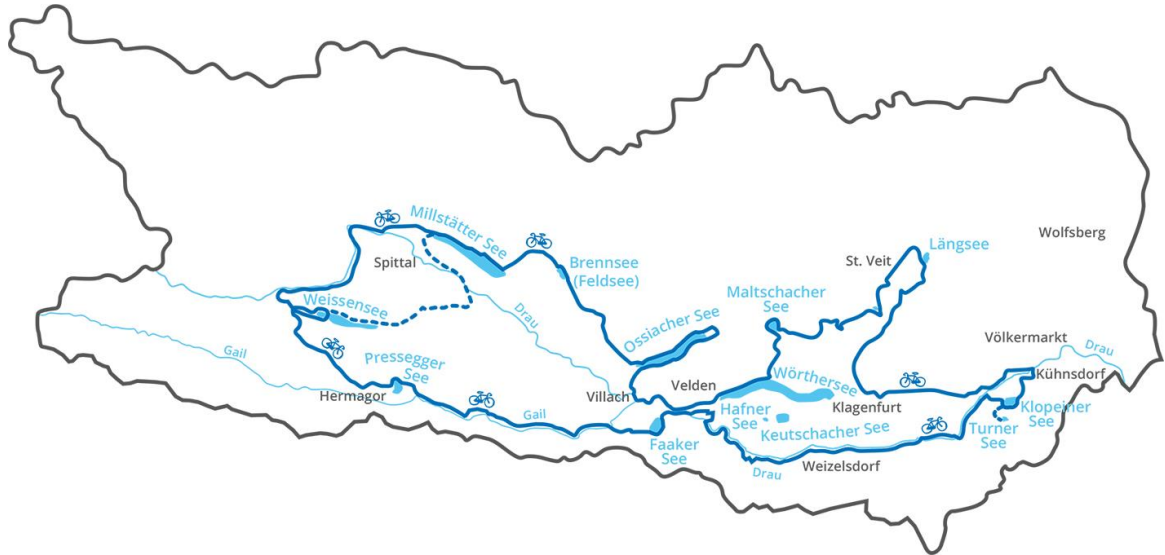 Millstätter See
Längsee
Wolfsberg
St. Veit
Spittal
Brennsee
(Feldsee)
Maltschacher
See
Weissensee
Drau
Ossiacher See
Völkermarkt
Drau
Gail
Pressegger
See
Kühnsdorf
Wörthersee
Velden
Hermagor
Villach
Hafner
See
Klagenfurt
Klopeiner
See
Gail
Keutschacher See
Turner
See
Faaker
See
Weizelsdorf
Drau